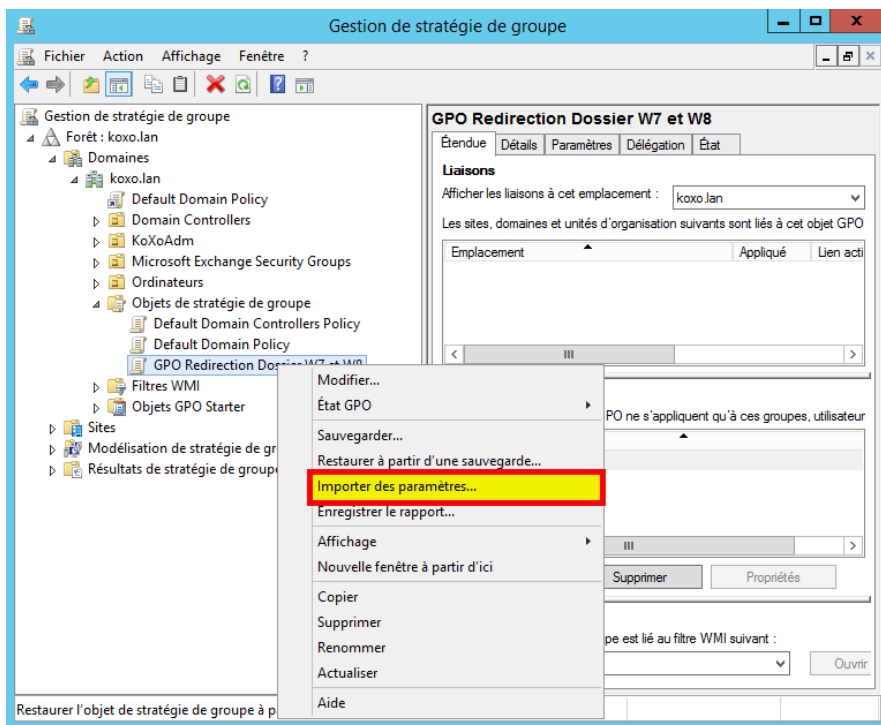 Gestion de stratégie de groupe
Fichier Action Affichage Fenêtre ?
Gestion de stratégie de groupe
Forêt : koxo.lan
Domaines
koxo.lan
Default Domain Policy
Domain Controllers
KoXoAdm
Microsoft Exchange Security Groups
Ordinateurs
Objets de stratégie de groupe
Default Domain Controllers Policy
Default Domain Policy
GPO Redirection Dossier W7 et W8
Filtres WMI
Objets GPO Starter
Sites
Modélisation de stratégie de gr
Résultats de stratégie de groupe
GPO Redirection Dossier W7 et W8
Étendue Détails Paramètres Délégation État
Liaisons
Afficher les liaisons à cet emplacement : koxo.lan
Les sites, domaines et unités d'organisation suivants sont liés à cet objet GPO
Emplacement Appliqué Lien acti
PO ne s'appliquent qu'à ces groupes, utilisateur
Supprimer Propriétés
pe est lié au filtre WMI suivant :
Ouvrir
Modifier...
État GPO
Sauvegarder...
Restaurer à partir d'une sauvegarde...
Importer des paramètres...
Enregistrer le rapport...
Affichage
Nouvelle fenêtre à partir d'ici
Copier
Supprimer
Renommer
Actualiser
Aide
Restaurer l'objet de stratégie de groupe à p